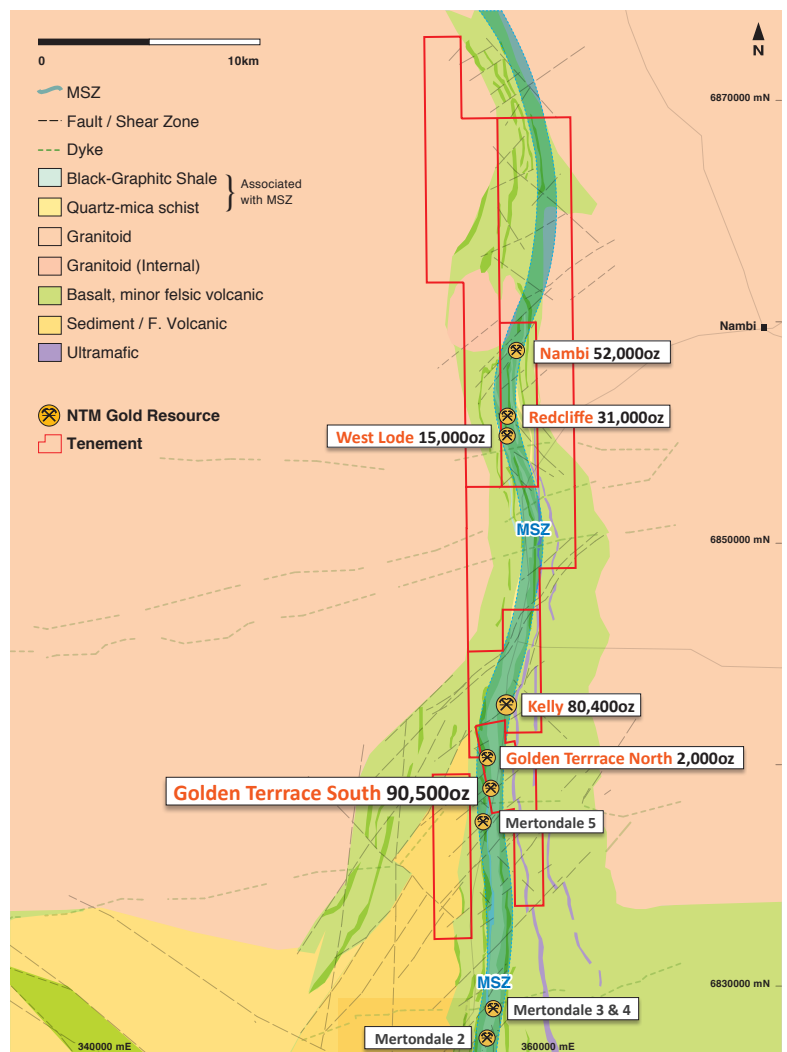 N
0 10km
6870000 mN
MSZ
Fault / Shear Zone
Dyke
Black-Graphitc Shale
Quartz-mica schist
Associated
with MSZ
Granitoid
Granitoid (Internal)
Basalt, minor felsic volcanic
Sediment / F. Volcanic
Ultramafic
NTM Gold Resource
Tenement
Nambi
Nambi 52,000oz
Redcliffe 31,000oz
West Lode 15,000oz
MSZ
6850000 mN
Kelly 80,400oz
Golden Terrrace North 2,000oz
Golden Terrrace South 90,500oz
Mertondale 5
MSZ
6830000 mN
Mertondale 3 & 4
Mertondale 2
340000 mE
360000 mE